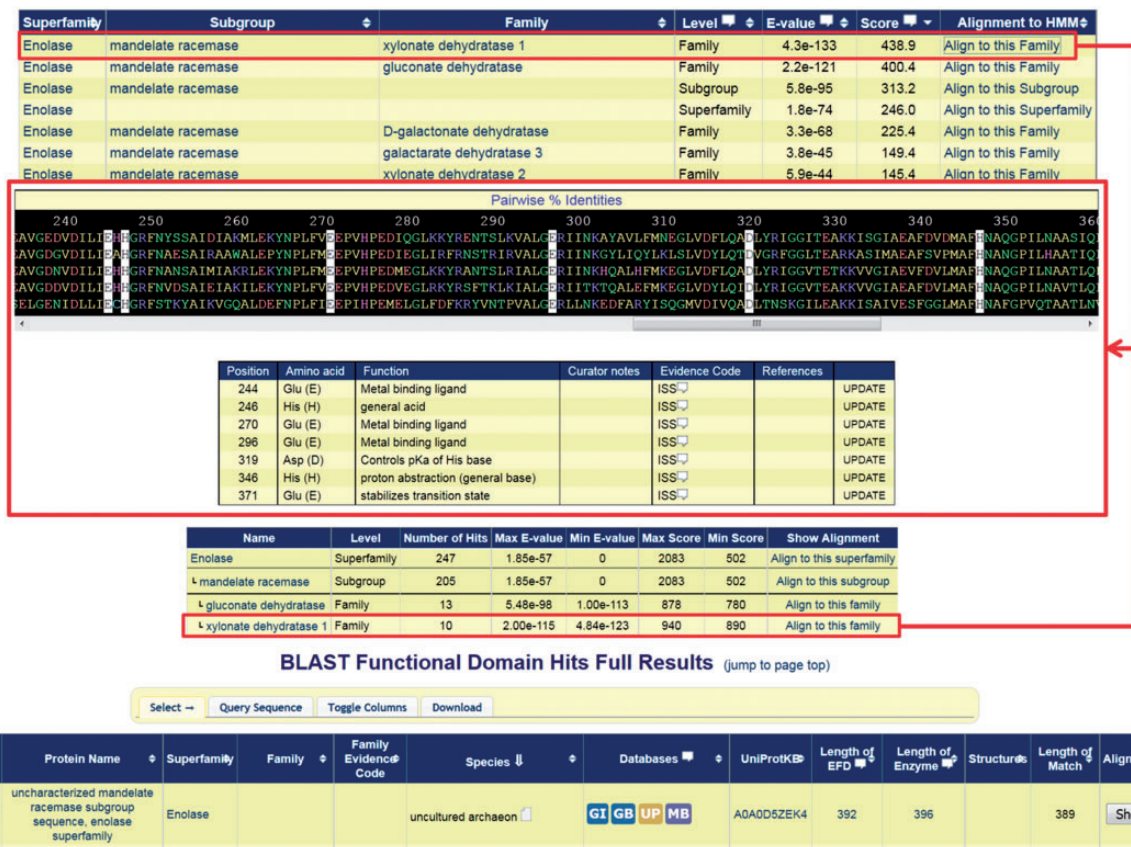 Superfamily Subgroup Family Level E-value Score Alignment to HMM
Enolase mandelate racemase xylonate dehydratase 1 Family 4.3e-133 438.9 Align to this Family
Enolase mandelate racemase gluconate dehydratase Family 2.2e-121 400.4 Align to this Family
Enolase mandelate racemase Subgroup 5.8e-95 313.2 Align to this Subgroup
Enolase Superfamily 1.8e-74 246.0 Align to this Superfamily
Enolase mandelate racemase D-galactonate dehydratase Family 3.3e-68 225.4 Align to this Family
Enolase mandelate racemase galactarate dehydratase 3 Family 3.8e-45 149.4 Align to this Family
Enolase mandelate racemase xylonate dehydratase 2 Family 5.9e-44 145.4 Align to this Family
Pairwise % Identities
240 250 260 270 280 290 300 310 320 330 340 350 360
AVGEDVDILIEHHGRFNYSSAIDIAKMLEKYNPLFVEEPVHPEDIQGLKKYRENTSLKVALGERIINKAYAVLFMNEGLVDFLQADLYRIGGITEAKKISGIAEAFDVDMAFHNAQGPILNAASIQ
AVGDGVDILIEAHGRFNAESAIRAAWALEPYNPLFMEEPVHPEDIEGLIRFRNSTRIRVALGERIINKGYLIQYLKLSLVDYLQTDVGRFGGLTEARKASIMAEAFSVPMAFHNAQGPILHAATIQ
AVGDNVDILIEHHGRFNANSAIMIAKRLEKYNPLFMEEPVHPEDMEGLKKYRANTSLRIALGERIINKHQALHFMKEGLVDFLQADLYRIGGVTETKKVVGIAEAFDVLMAFHNAQGPILNAATLQ
AVGDDVDILIEHHGRFNVDSAIEIAKILEKYNPLFVEEPVHPEDVEGLRKYRSFTKLKIALGERIITKTQALEFMKEGLVDYLQIDLYRIGGVTEAKKVVDIAEAFDVLMAFHNAQGPILNAVTLQ
SELGENIDLLIECHGRFSTKYAIKVGQALDEFNPLFIEEPIHPEMELGLFDFKRYVNTPVALGERLLNKEDFARYISQGMVDIVQADLTNSKGILEAKKISAIVESFGGLMAFHNAFGPVQTAATLNV
Position Amino acid Function Curator notes Evidence Code References
244 Glu (E) Metal binding ligand ISS UPDATE
246 His (H) general acid ISS UPDATE
270 Glu (E) Metal binding ligand ISS UPDATE
296 Glu (E) Metal binding ligand ISS UPDATE
319 Asp (D) Controls pKa of His base ISS UPDATE
346 His (H) proton abstraction (general base) ISS UPDATE
371 Glu (E) stabilizes transition state ISS UPDATE
Name Level Number of Hits Max E-value Min E-value Max Score Min Score Show Alignment
Enolase Superfamily 247 1.85e-57 0 2083 502 Align to this superfamily
mandelate racemase Subgroup 205 1.85e-57 0 2083 502 Align to this subgroup
gluconate dehydratase Family 13 5.48e-98 1.00e-113 878 780 Align to this family
xylonate dehydratase 1 Family 10 2.00e-115 4.84e-123 940 890 Align to this family
BLAST Functional Domain Hits Full Results (jump to page top)
Select → Query Sequence Toggle Columns Download
Protein Name Superfamily Family Family Evidence Code Species Databases UniProtKB Length of EFD Length of Enzyme Structures Length of Match Align
uncharacterized mandelate
racemase subgroup
sequence, enolase
superfamily
Enolase uncultured archaeon GI GB UP MB A0A0D5ZEK4 392 396 389 Sh